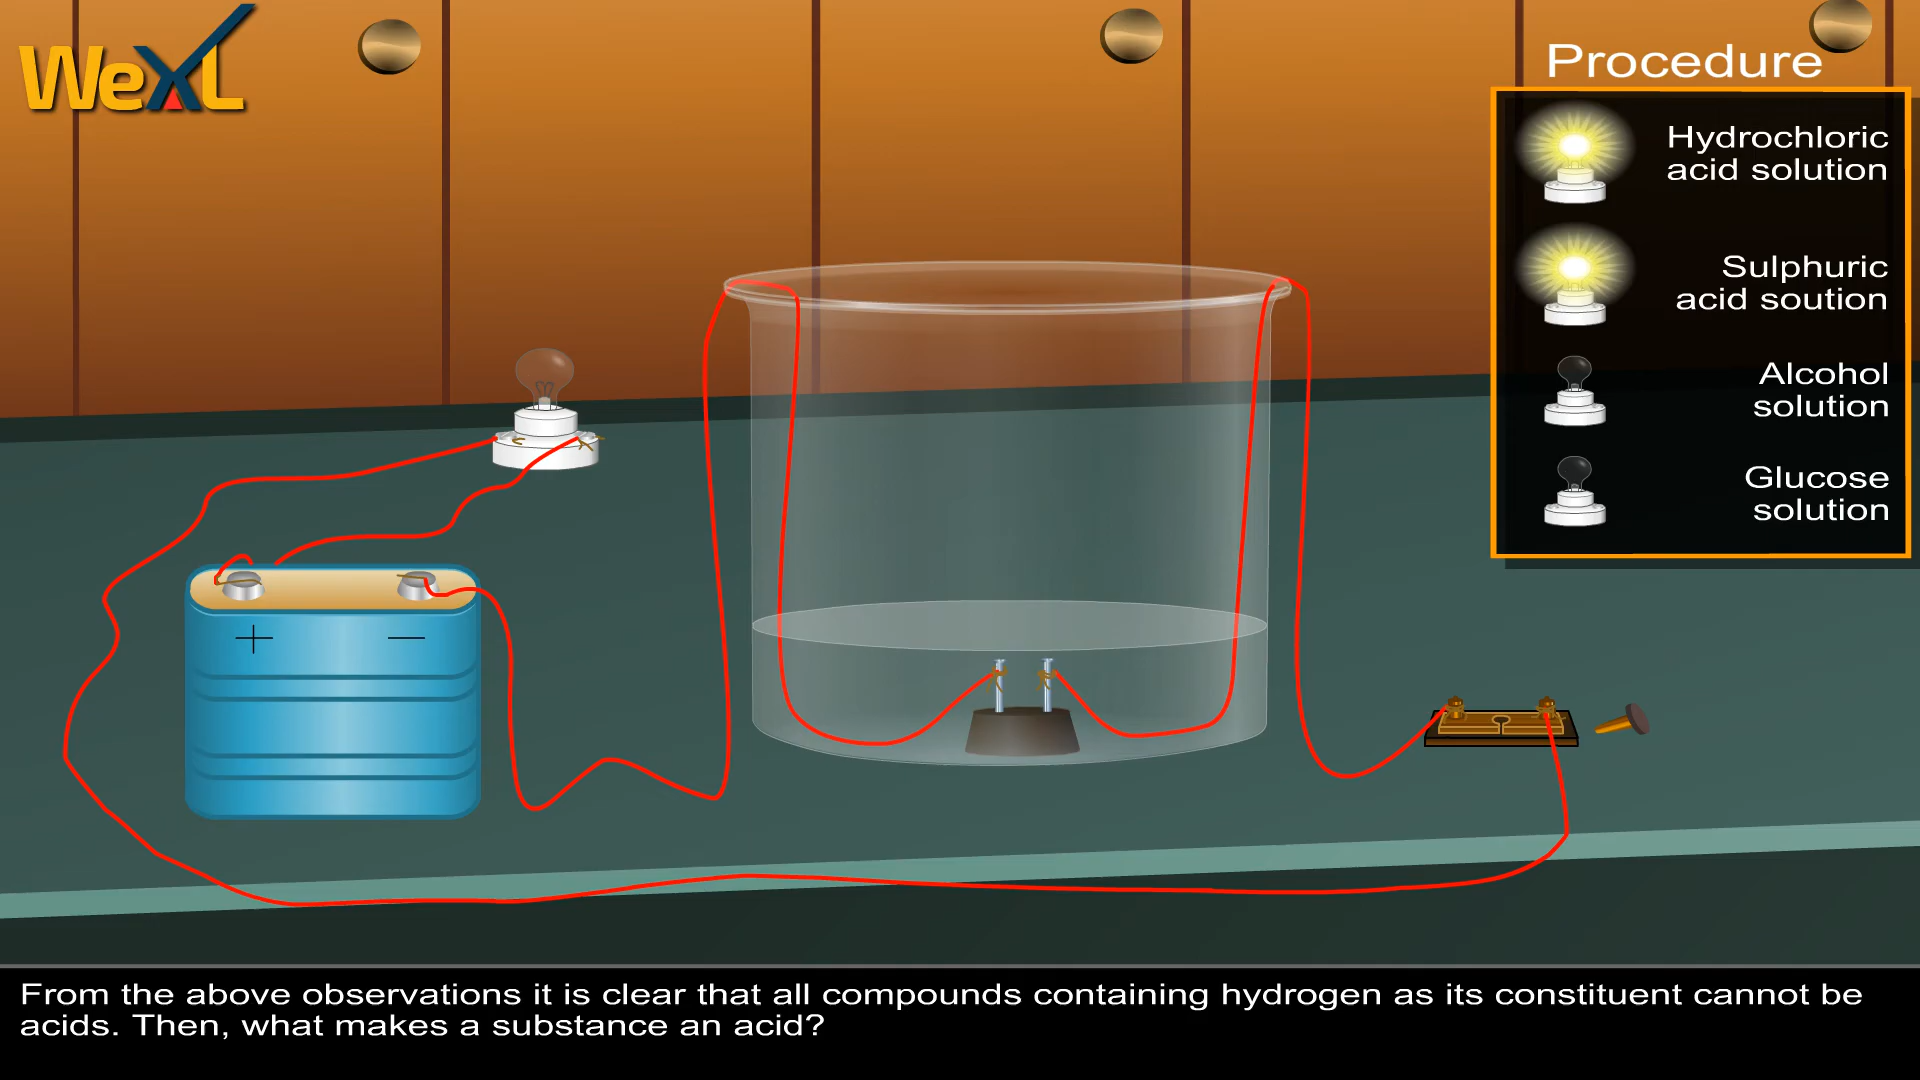 WeXL
Procedure
Hydrochloric
acid solution
Sulphuric
acid soution
Alcohol
solution
Glucose
solution
+ —
From the above observations it is clear that all compounds containing hydrogen as its constituent cannot be
acids. Then, what makes a substance an acid?